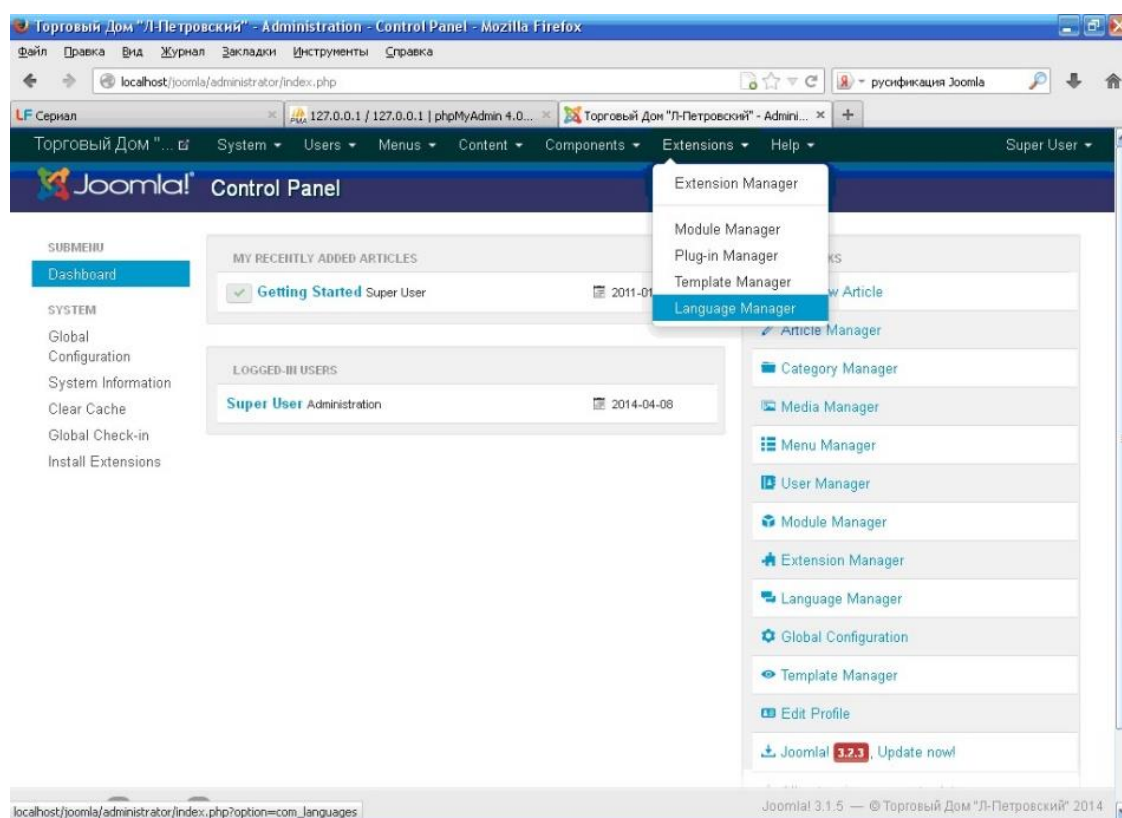 Торговый Дом "Л-Петровский" - Administration - Control Panel - Mozilla Firefox
Файл Правка Вид Журнал Закладки Инструменты Справка
localhost/joomla/administrator/index.php
русификация Joomla
LF Сериал
127.0.0.1 / 127.0.0.1 | phpMyAdmin 4.0...
Торговый Дом "Л-Петровский" - Admini...
Торговый Дом "... System Users Menus Content Components Extensions Help Super User
Joomla! Control Panel
Extension Manager
Module Manager
Plug-in Manager
Template Manager
Language Manager
SUBMENU
Dashboard
SYSTEM
Global
Configuration
System Information
Clear Cache
Global Check-in
Install Extensions
MY RECENTLY ADDED ARTICLES
Getting Started Super User 2011-01
LOGGED-IN USERS
Super User Administration 2014-04-08
KS
w Article
Article Manager
Category Manager
Media Manager
Menu Manager
User Manager
Module Manager
Extension Manager
Language Manager
Global Configuration
Template Manager
Edit Profile
Joomla! 3.2.3, Update now!
localhost/joomla/administrator/index.php?option=com_languages
Joomla! 3.1.5 — © Торговый Дом "Л-Петровский" 2014